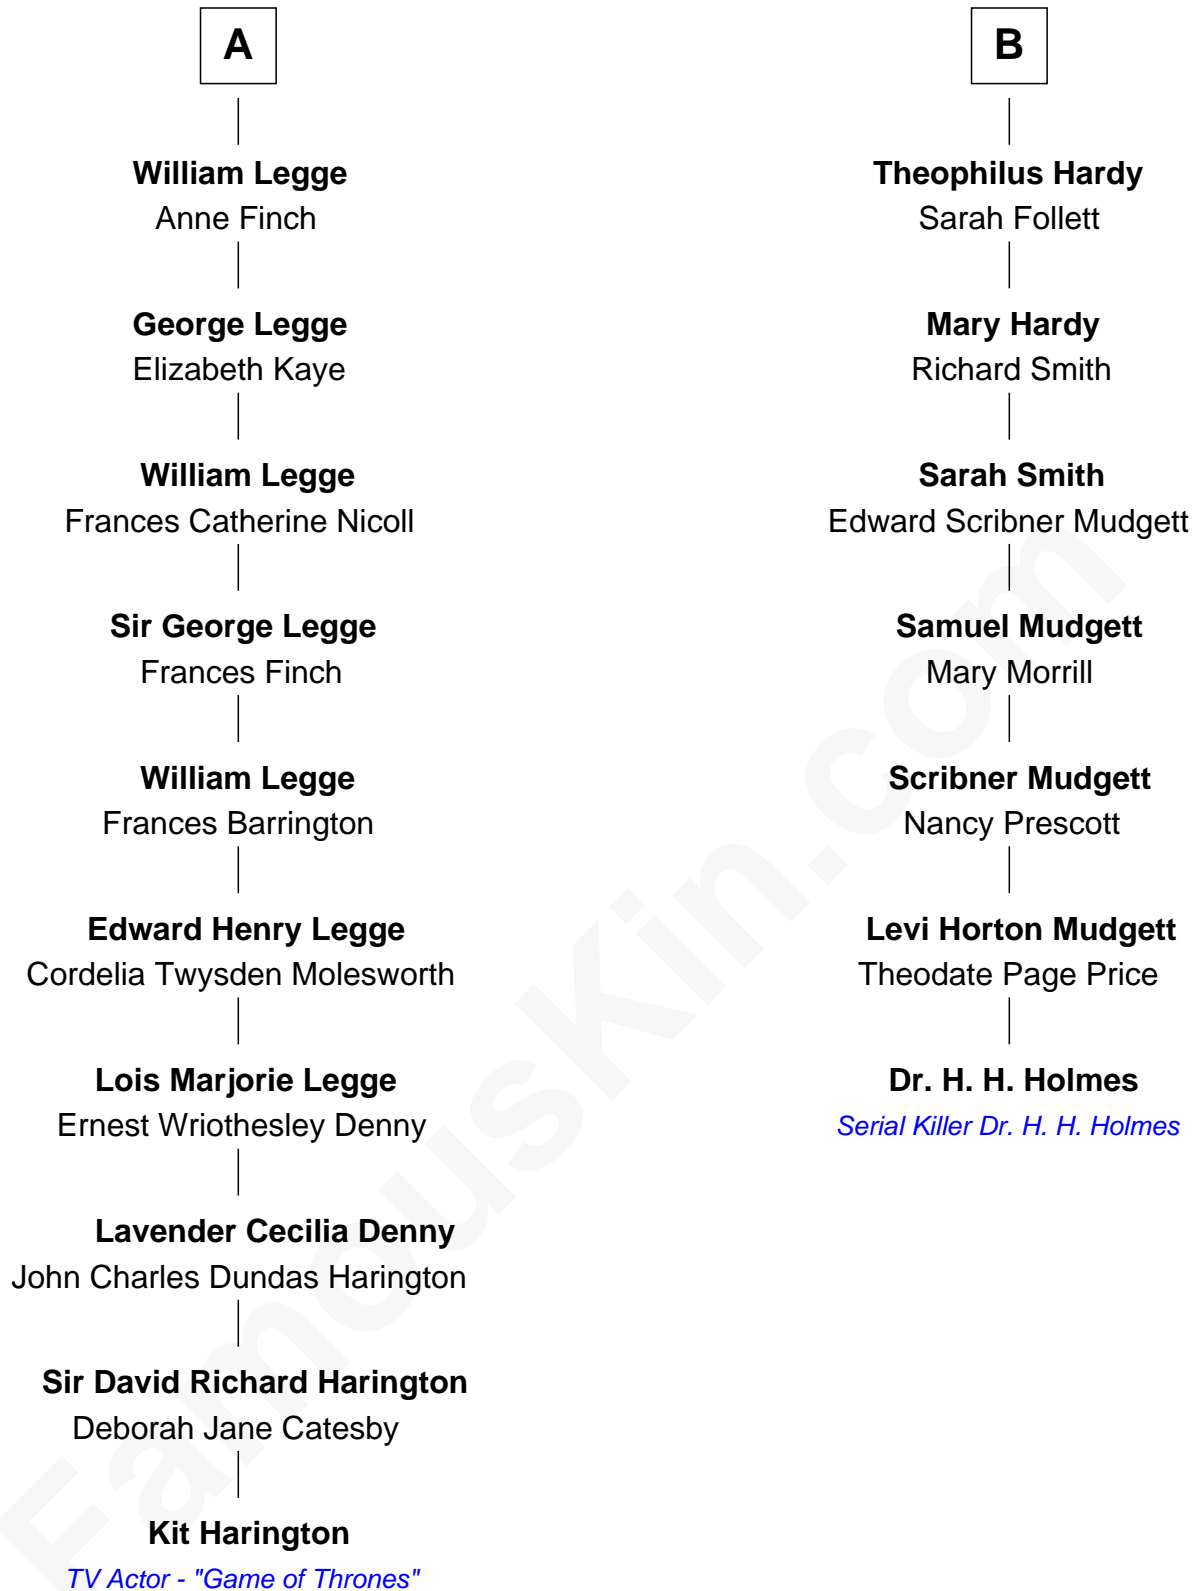 A
William Legge
Anne Finch
George Legge
Elizabeth Kaye
William Legge
Frances Catherine Nicoll
Sir George Legge
Frances Finch
William Legge
Frances Barrington
Edward Henry Legge
Cordelia Twysden Molesworth
Lois Marjorie Legge
Ernest Wriothesley Denny
Lavender Cecilia Denny
John Charles Dundas Harington
Sir David Richard Harington
Deborah Jane Catesby
Kit Harington
TV Actor - "Game of Thrones"
B
Theophilus Hardy
Sarah Follett
Mary Hardy
Richard Smith
Sarah Smith
Edward Scribner Mudgett
Samuel Mudgett
Mary Morrill
Scribner Mudgett
Nancy Prescott
Levi Horton Mudgett
Theodate Page Price
Dr. H. H. Holmes
Serial Killer Dr. H. H. Holmes
FamousKin.com